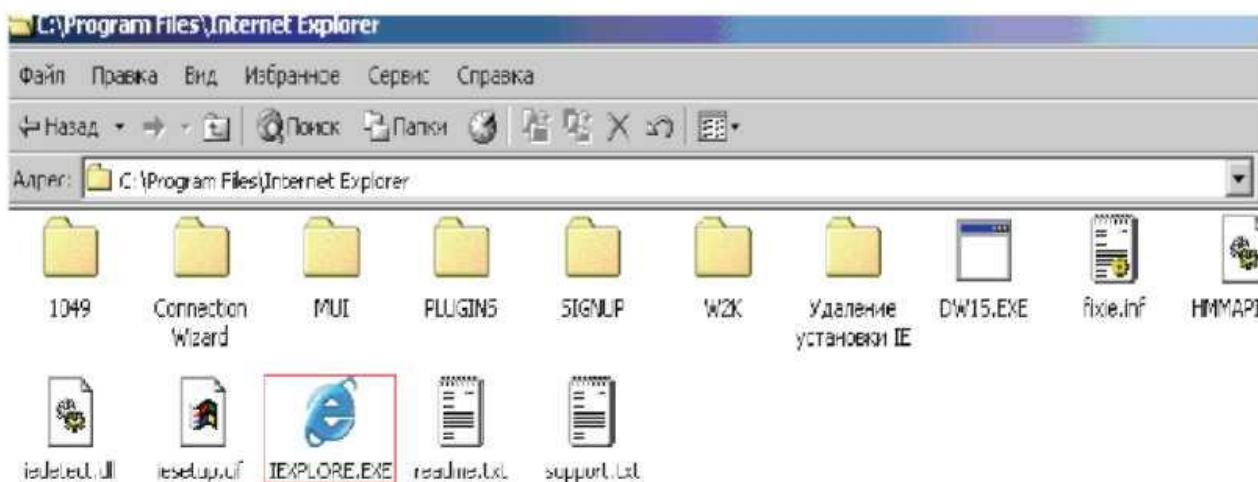 C:\Program Files\Internet Explorer
Файл Правка Вид Избранное Сервис Справка
Назад Поиск Папки
Адрес: C:\Program Files\Internet Explorer
1049 Connection Wizard MUI PLUGINS SIGNUP W2K Удаление установки IE DW15.EXE fixie.inf HMMAPI
iedetect.dll iesetup.cif IEXPLORE.EXE readme.txt support.txt